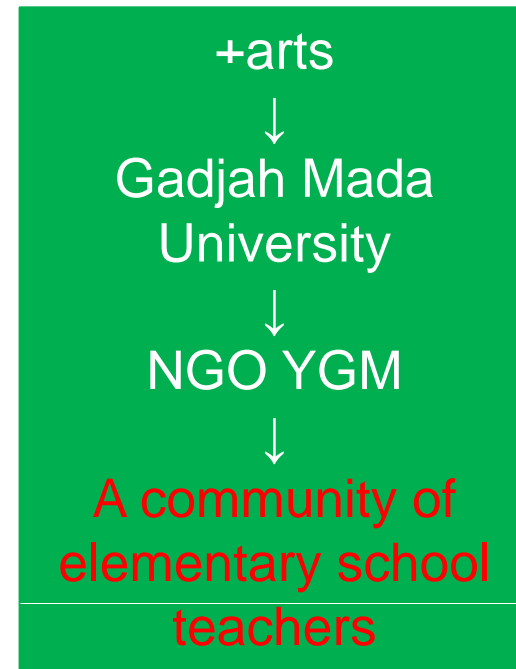 +arts
↓
Gadjah Mada
University
↓
NGO YGM
↓
A community of
elementary school
teachers